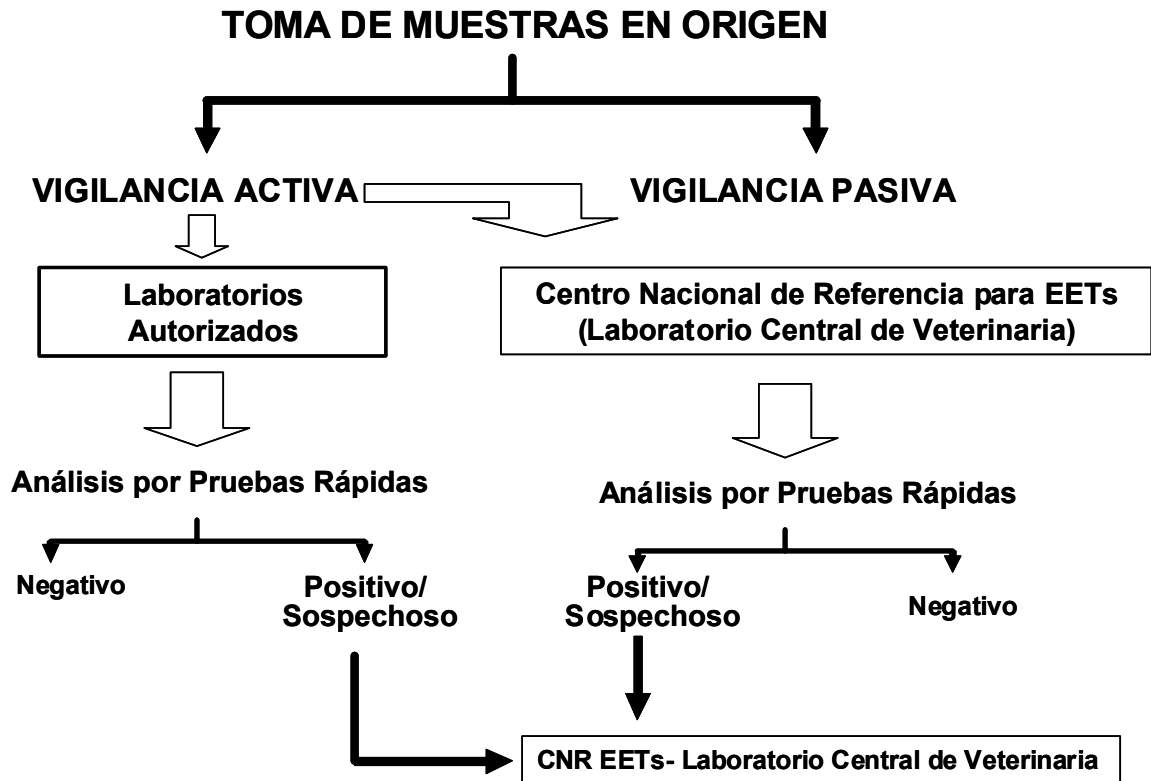 TOMA DE MUESTRAS EN ORIGEN
VIGILANCIA ACTIVA
VIGILANCIA PASIVA
Laboratorios
Autorizados
Centro Nacional de Referencia para EETs
(Laboratorio Central de Veterinaria)
Análisis por Pruebas Rápidas
Análisis por Pruebas Rápidas
Negativo
Positivo/
Sospechoso
Positivo/
Sospechoso
Negativo
CNR EETs- Laboratorio Central de Veterinaria